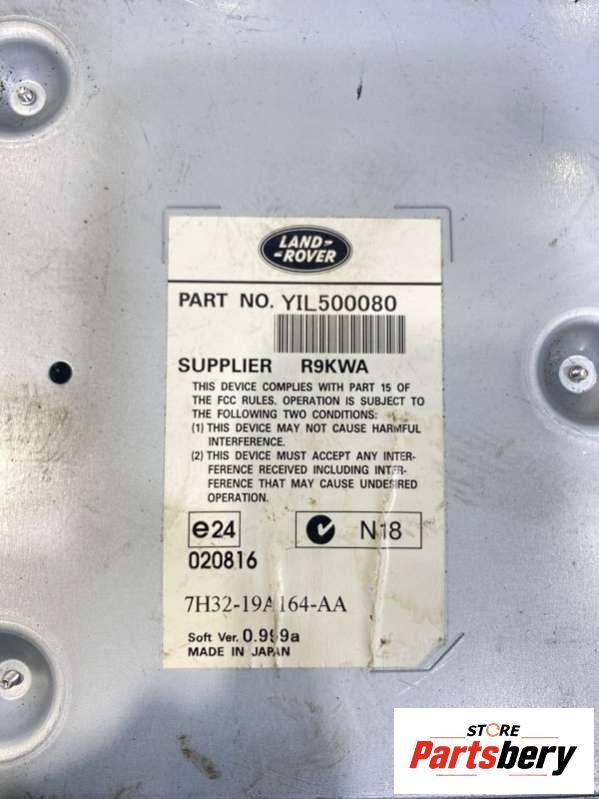 LAND-
-ROVER
PART NO. YIL500080
SUPPLIER R9KWA
THIS DEVICE COMPLIES WITH PART 15 OF
THE FCC RULES. OPERATION IS SUBJECT TO
THE FOLLOWING TWO CONDITIONS:
(1) THIS DEVICE MAY NOT CAUSE HARMFUL
INTERFERENCE.
(2) THIS DEVICE MUST ACCEPT ANY INTER-
FERENCE RECEIVED INCLUDING INTER-
FERENCE THAT MAY CAUSE UNDESIRED
OPERATION.
e24
N18
020816
7H32-19A164-AA
Soft Ver. 0.999a
MADE IN JAPAN
STORE
Partsbery